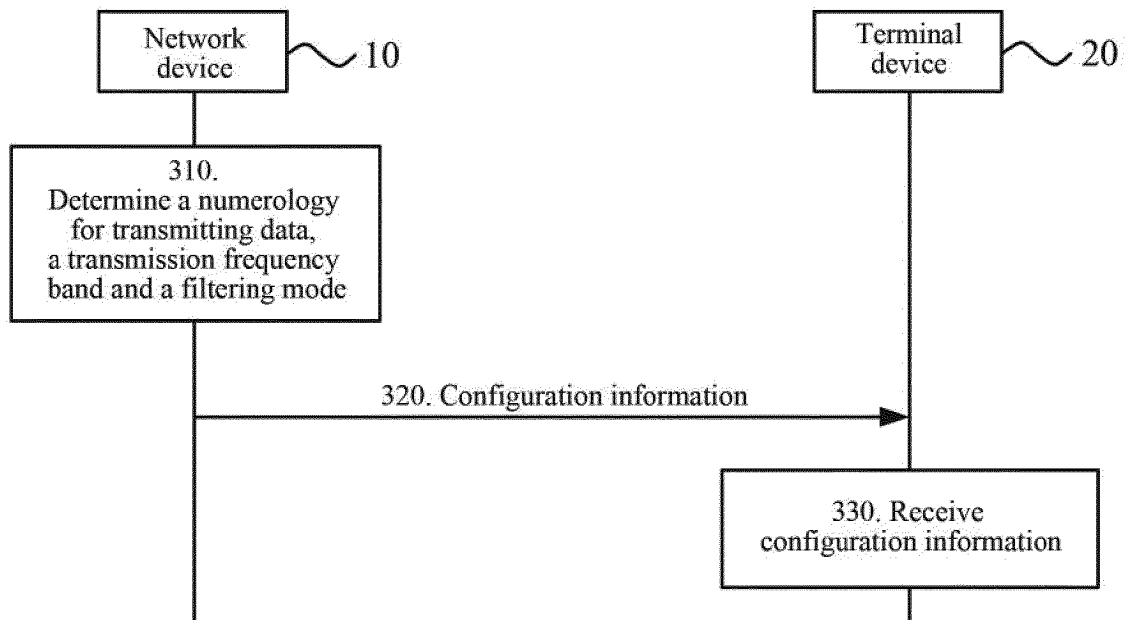 Network
device
10
Terminal
device
20
310.
Determine a numerology
for transmitting data,
a transmission frequency
band and a filtering mode
320. Configuration information
330. Receive
configuration information